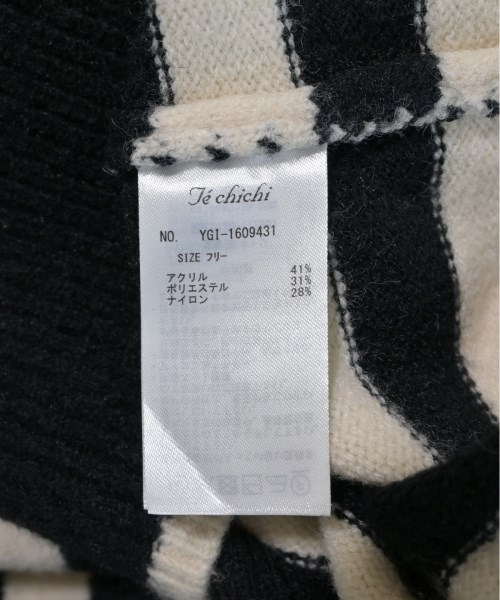 Té chichi
NO. YGI-1609431
SIZE フリー
アクリル 41%
ポリエステル 31%
ナイロン 28%